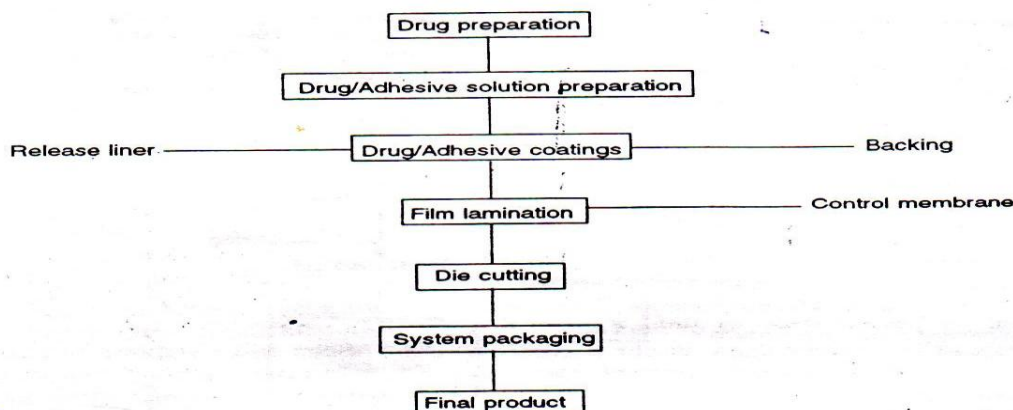 Drug preparation
Drug/Adhesive solution preparation
Release liner
Drug/Adhesive coatings
Backing
Film lamination
Control membrane
Die cutting
System packaging
Final product